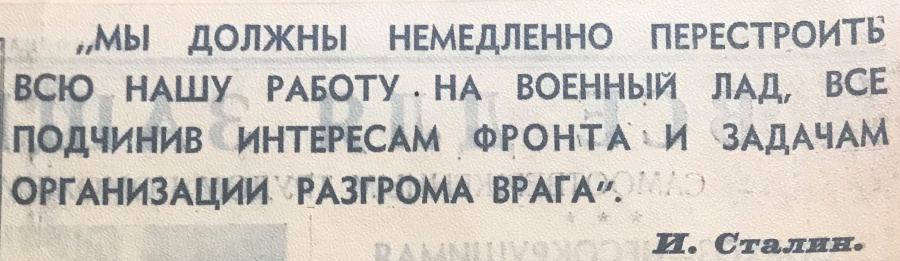 „МЫ ДОЛЖНЫ НЕМЕДЛЕННО ПЕРЕСТРОИТЬ
ВСЮ НАШУ РАБОТУ НА ВОЕННЫЙ ЛАД, ВСЕ
ПОДЧИНИВ ИНТЕРЕСАМ ФРОНТА И ЗАДАЧАМ
ОРГАНИЗАЦИИ РАЗГРОМА ВРАГА".
И. Сталин.